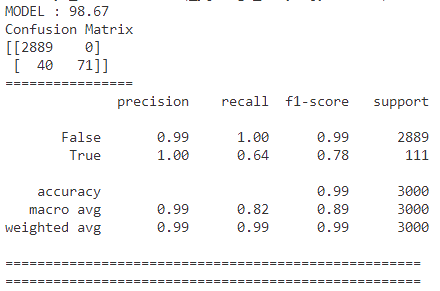 MODEL : 98.67
Confusion Matrix
[[2889    0]
 [  40   71]]
================
              precision    recall  f1-score   support

       False       0.99      1.00      0.99      2889
        True       1.00      0.64      0.78       111

    accuracy                           0.99      3000
   macro avg       0.99      0.82      0.89      3000
weighted avg       0.99      0.99      0.99      3000

=====================================================
=====================================================